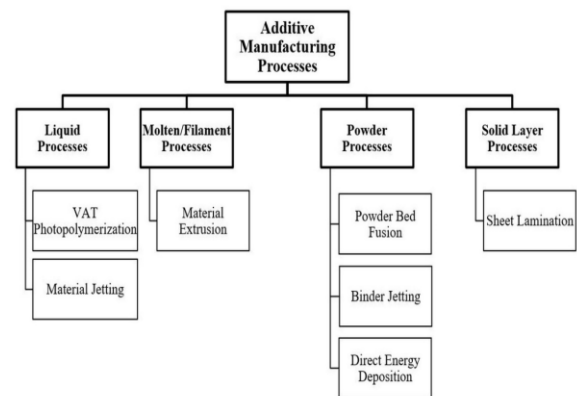 Additive
Manufacturing
Processes
Liquid
Processes
Molten/Filament
Processes
Powder
Processes
Solid Layer
Processes
VAT
Photopolymerization
Material Jetting
Material
Extrusion
Powder Bed
Fusion
Binder Jetting
Direct Energy
Deposition
Sheet Lamination